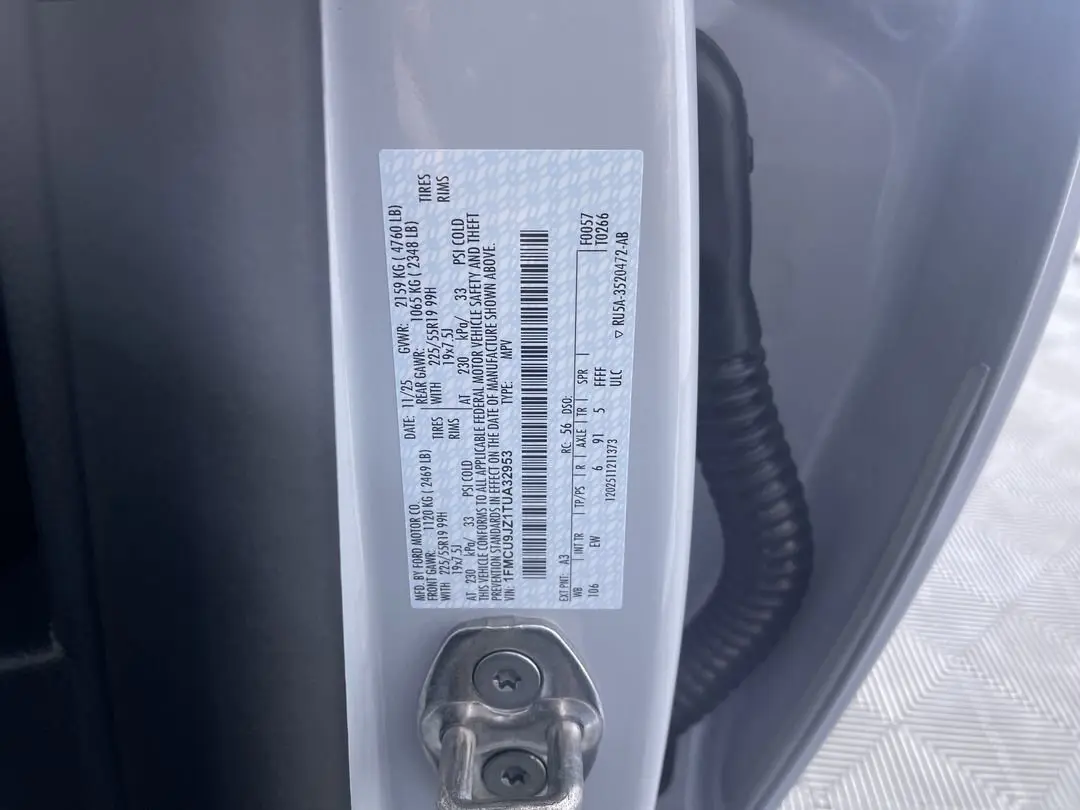 MFD. BY FORD MOTOR CO. DATE: 11/25 GVWR: 2159 KG ( 4760 LB)
FRONT GAWR: 1120 KG (2469 LB) REAR GAWR: 1065 KG ( 2348 LB)
WITH 225/55R19 99H TIRES WITH 225/55R19 99H TIRES
19x7.5J RIMS 19x7.5J RIMS
AT 230 kPa/ 33 PSI COLD AT 230 kPa/ 33 PSI COLD
THIS VEHICLE CONFORMS TO ALL APPLICABLE FEDERAL MOTOR VEHICLE SAFETY AND THEFT
PREVENTION STANDARDS IN EFFECT ON THE DATE OF MANUFACTURE SHOWN ABOVE.
VIN: 1FMCU9JZ1TUA32953 TYPE: MPV
EXT PNT: A3 RC: 56 DSO:
WB INT TR TP/PS R AXLE TR SPR F0057
106 EW 6 91 5 FFFF T0266
1202511211373 ULC
▽ RU5A-3520472-AB